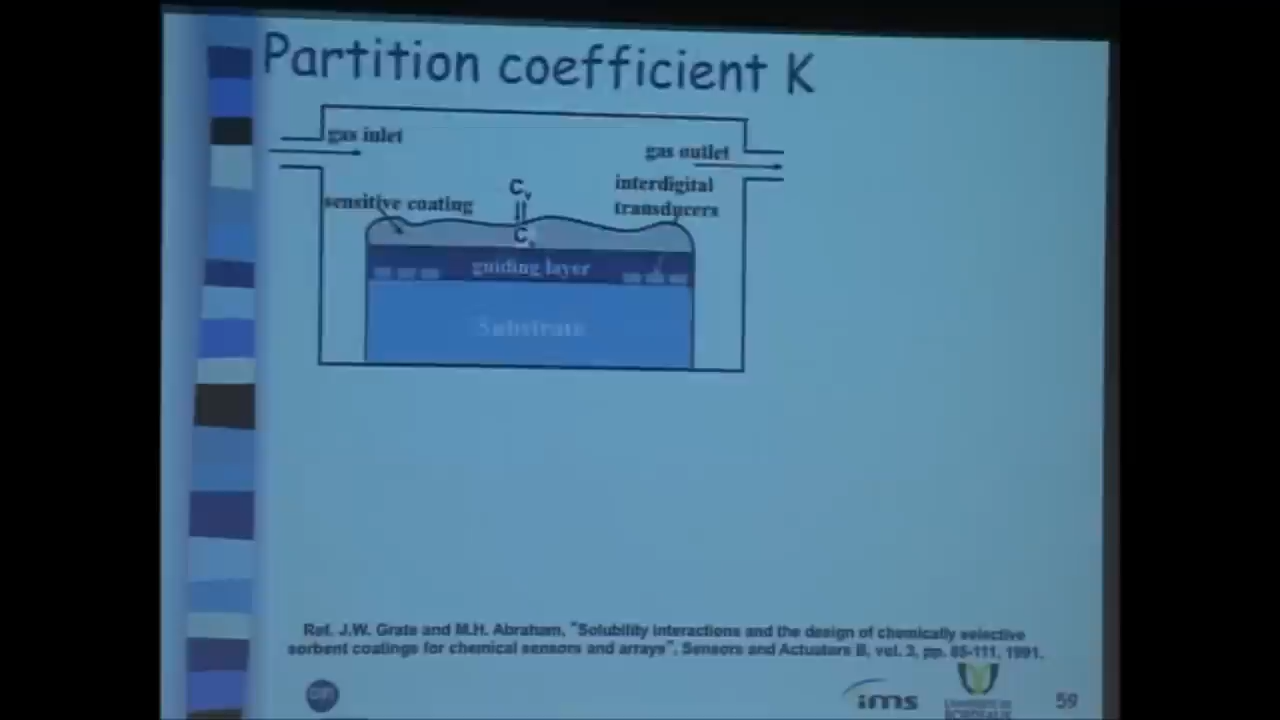 Partition coefficient K
gas inlet
gas outlet
interdigital
transducers
sensitive coating
Cv
Cs
guiding layer
Substrate
Ref. J.W. Grate and M.H. Abraham, "Solubility interactions and the design of chemically selective
sorbent coatings for chemical sensors and arrays", Sensors and Actuators B, vol. 3, pp. 85-111, 1991.
ims
59